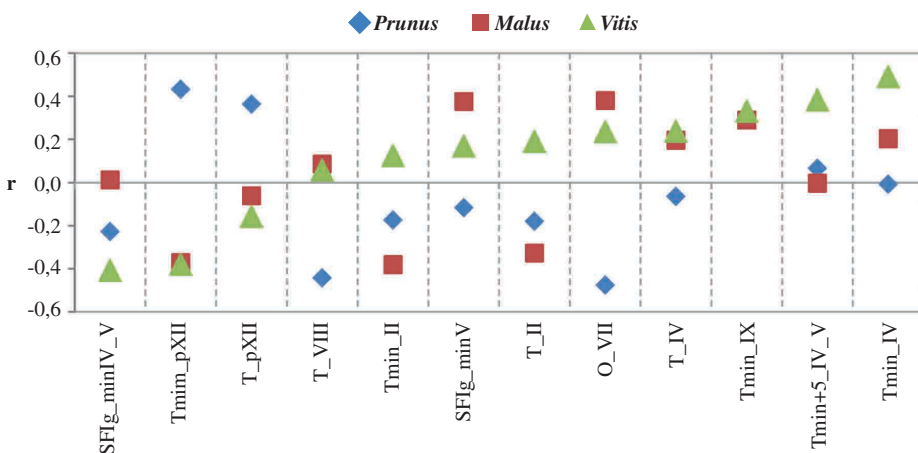 Prunus Malus Vitis
0,6
0,4
0,2
0,0
-0,2
-0,4
-0,6
r
SFIg_minIV_V
Tmim_pXII
T_pXII
T_VIII
Tmin_II
SFIg_minV
T_II
O_VII
T_IV
Tmin_IX
Tmin+5_IV_V
Tmin_IV